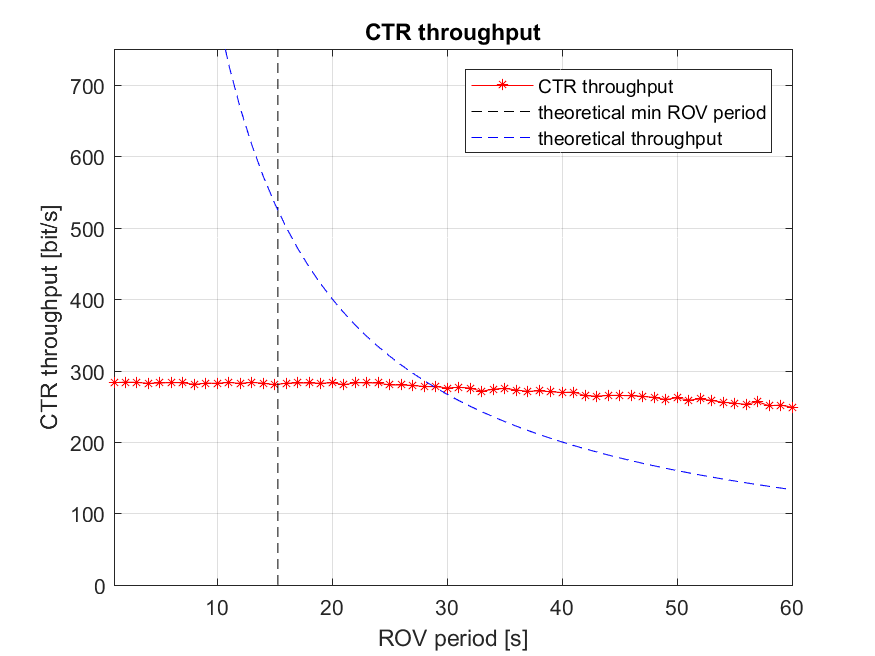 CTR throughput
CTR throughput [bit/s]
700
600
500
400
300
200
100
0
CTR throughput
theoretical min ROV period
theoretical throughput
10 20 30 40 50 60
ROV period [s]